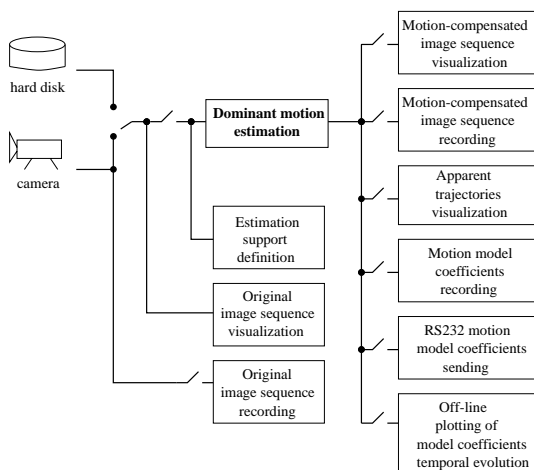 hard disk
camera
Dominant motion
estimation
Estimation
support
definition
Original
image sequence
visualization
Original
image sequence
recording
Motion-compensated
image sequence
visualization
Motion-compensated
image sequence
recording
Apparent
trajectories
visualization
Motion model
coefficients
recording
RS232 motion
model coefficients
sending
Off-line
plotting of
model coefficients
temporal evolution